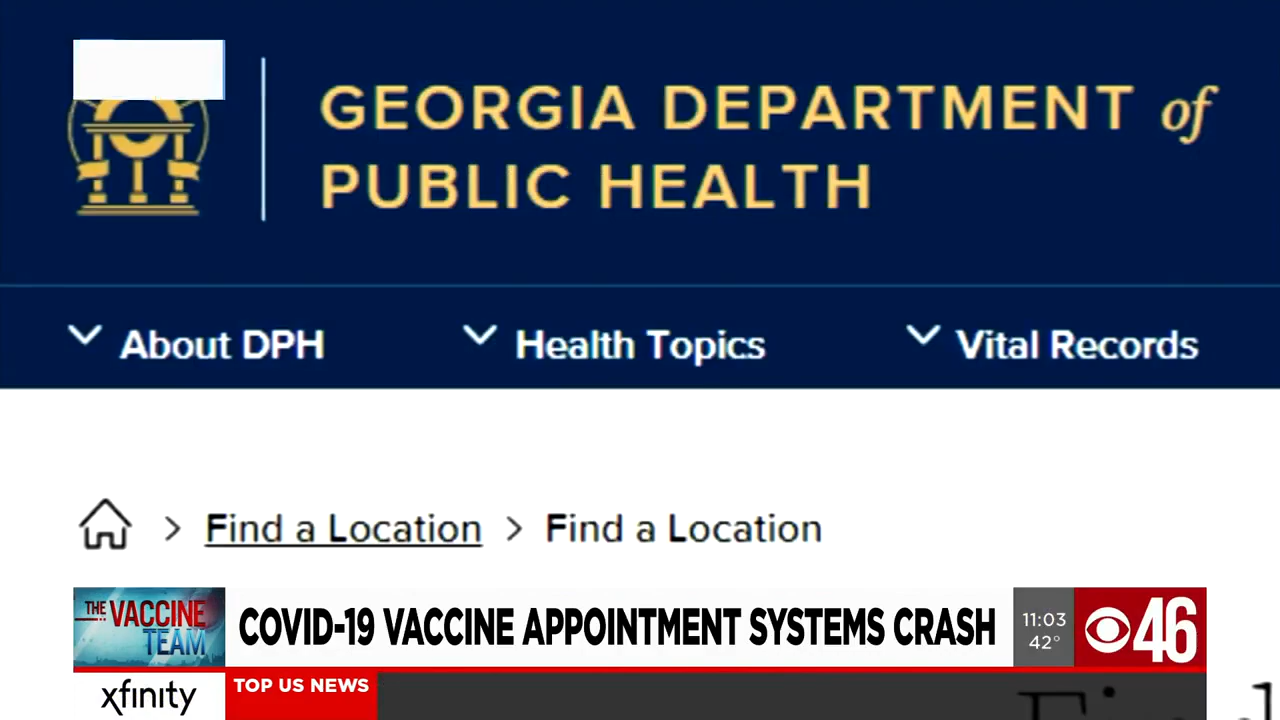 GEORGIA DEPARTMENT of
PUBLIC HEALTH
About DPH
Health Topics
Vital Records
Find a Location > Find a Location
THE VACCINE TEAM
COVID-19 VACCINE APPOINTMENT SYSTEMS CRASH
11:03
42°
CBS 46
xfinity
TOP US NEWS